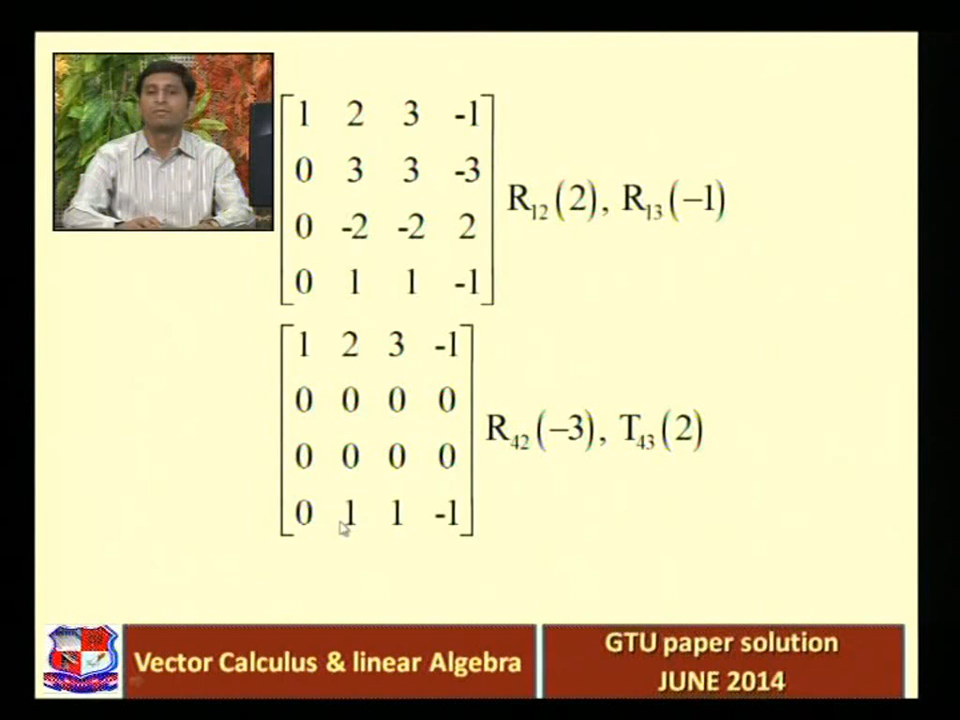 1 2 3 -1
0 3 3 -3
0 -2 -2 2
0 1 1 -1
R12(2), R13(−1)
1 2 3 -1
0 0 0 0
0 0 0 0
0 1 1 -1
R42(−3), T43(2)
Vector Calculus & linear Algebra
GTU paper solution
JUNE 2014